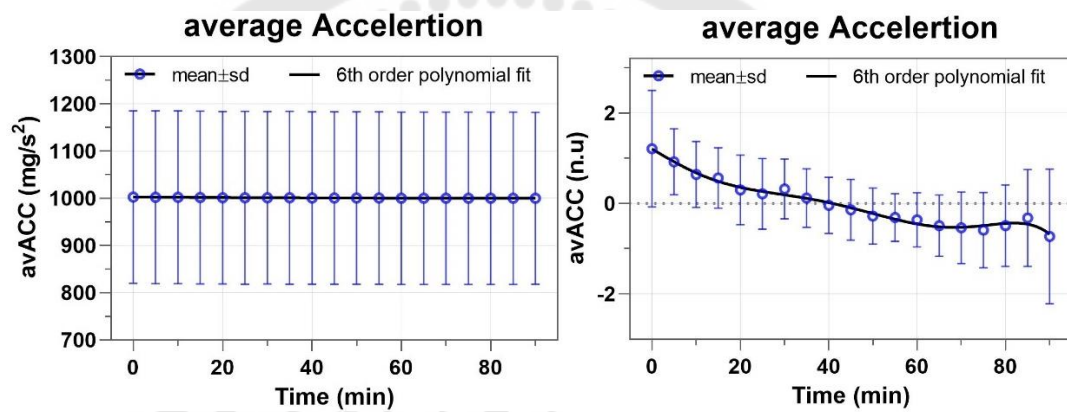 average Accelertion
1300
1200
1100
1000
900
800
700
avACC (mg/s²)
mean±sd
6th order polynomial fit
0
20
40
60
80
Time (min)
average Accelertion
2
0
-2
avACC (n.u)
mean±sd
6th order polynomial fit
0
20
40
60
80
Time (min)